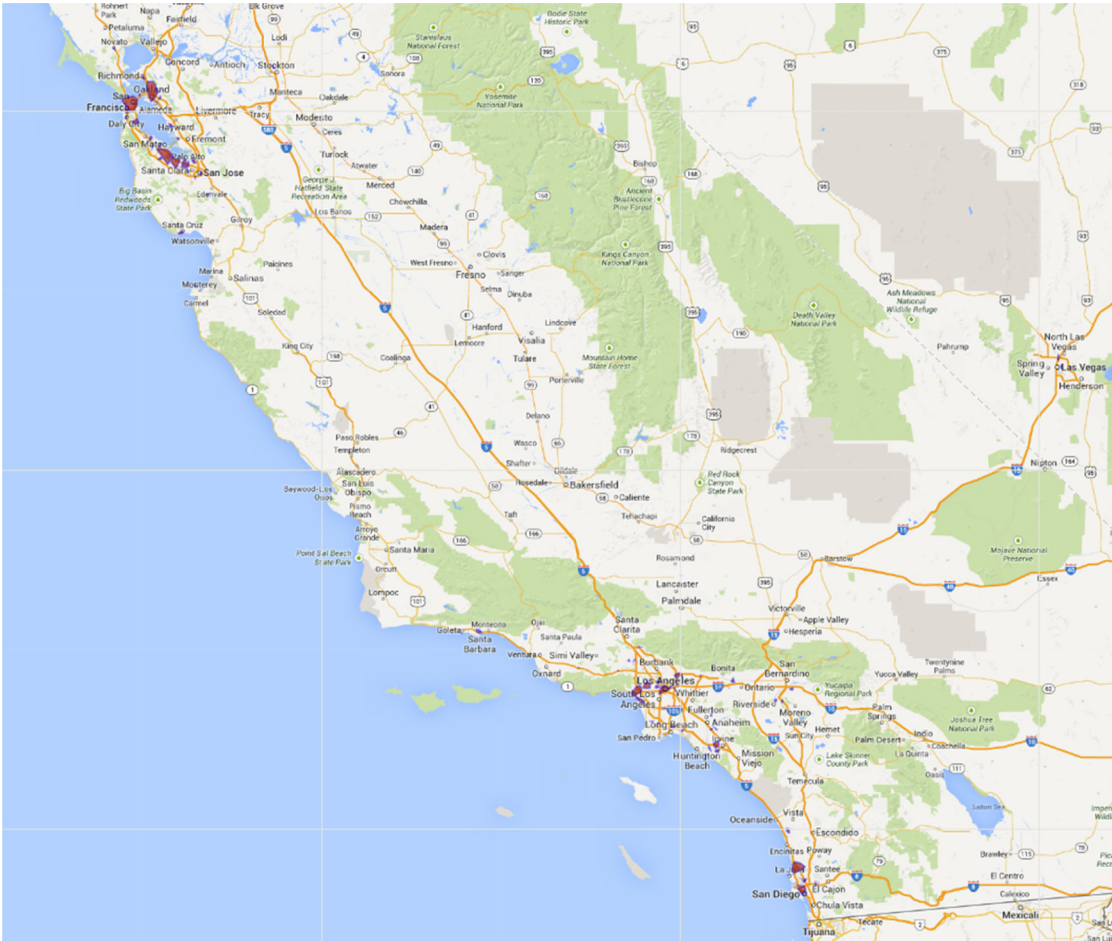 Rohnert
Park
Napa
Elk Grove
Fairfield
Petaluma
Novato
Vallejo
Lodi
Concord
Antioch
Stockton
Richmond
Oakland
San
Francisco
Alameda
Livermore
Tracy
Manteca
Oakdale
Sonora
Daly City
Hayward
Modesto
Ceres
San Mateo
Fremont
Palo Alto
Turlock
Santa Clara
San Jose
Atwater
Merced
George J.
Hatfield State
Recreation Area
Big Basin
Redwoods
State Park
Edenvale
Chowchilla
Los Banos
Gilroy
Santa Cruz
Watsonville
Madera
Clovis
West Fresno
Fresno
Sanger
Marina
Salinas
Paicines
Monterey
Carmel
Selma
Dinuba
Soledad
Hanford
Lindcove
Lemoore
Visalia
King City
Coalinga
Tulare
Porterville
Delano
Paso Robles
Templeton
Wasco
Shafter
Oildale
Rosedale
Bakersfield
Atascadero
San Luis
Obispo
Baywood-Los
Osos
Pismo
Beach
Arroyo
Grande
Taft
Caliente
Tehachapi
California
City
Santa Maria
Point Sal Beach
State Park
Orcutt
Lompoc
Rosamond
Lancaster
Palmdale
Stanislaus
National Forest
Bodie State
Historic Park
Yosemite
National Park
Bishop
Ancient
Bristlecone
Pine Forest
Kings Canyon
National Park
Death Valley
National Park
Ash Meadows
National
Wildlife Refuge
Mountain Home
State Forest
Pahrump
North Las
Vegas
Spring
Valley
Las Vegas
Henderson
Ridgecrest
Red Rock
Canyon
State Park
Nipton
Mojave National
Preserve
Barstow
Essex
Goleta
Montecito
Santa
Barbara
Ojai
Santa Paula
Ventura
Simi Valley
Oxnard
Santa
Clarita
Victorville
Apple Valley
Hesperia
Burbank
Los Angeles
South Los
Angeles
Whittier
Bonita
Ontario
San
Bernardino
Yucaipa
Regional Park
Yucca Valley
Twentynine
Palms
Fullerton
Riverside
Moreno
Valley
Long Beach
Anaheim
San Pedro
Irvine
Huntington
Beach
Mission
Viejo
Sun City
Hemet
Palm
Springs
Palm Desert
Indio
Coachella
La Quinta
Joshua Tree
National Park
Lake Skinner
County Park
Oasis
Temecula
Salton Sea
Oceanside
Vista
Escondido
Encinitas
Poway
La Jolla
Santee
San Diego
El Cajon
Chula Vista
Tijuana
Tecate
Brawley
El Centro
Calexico
Mexicali